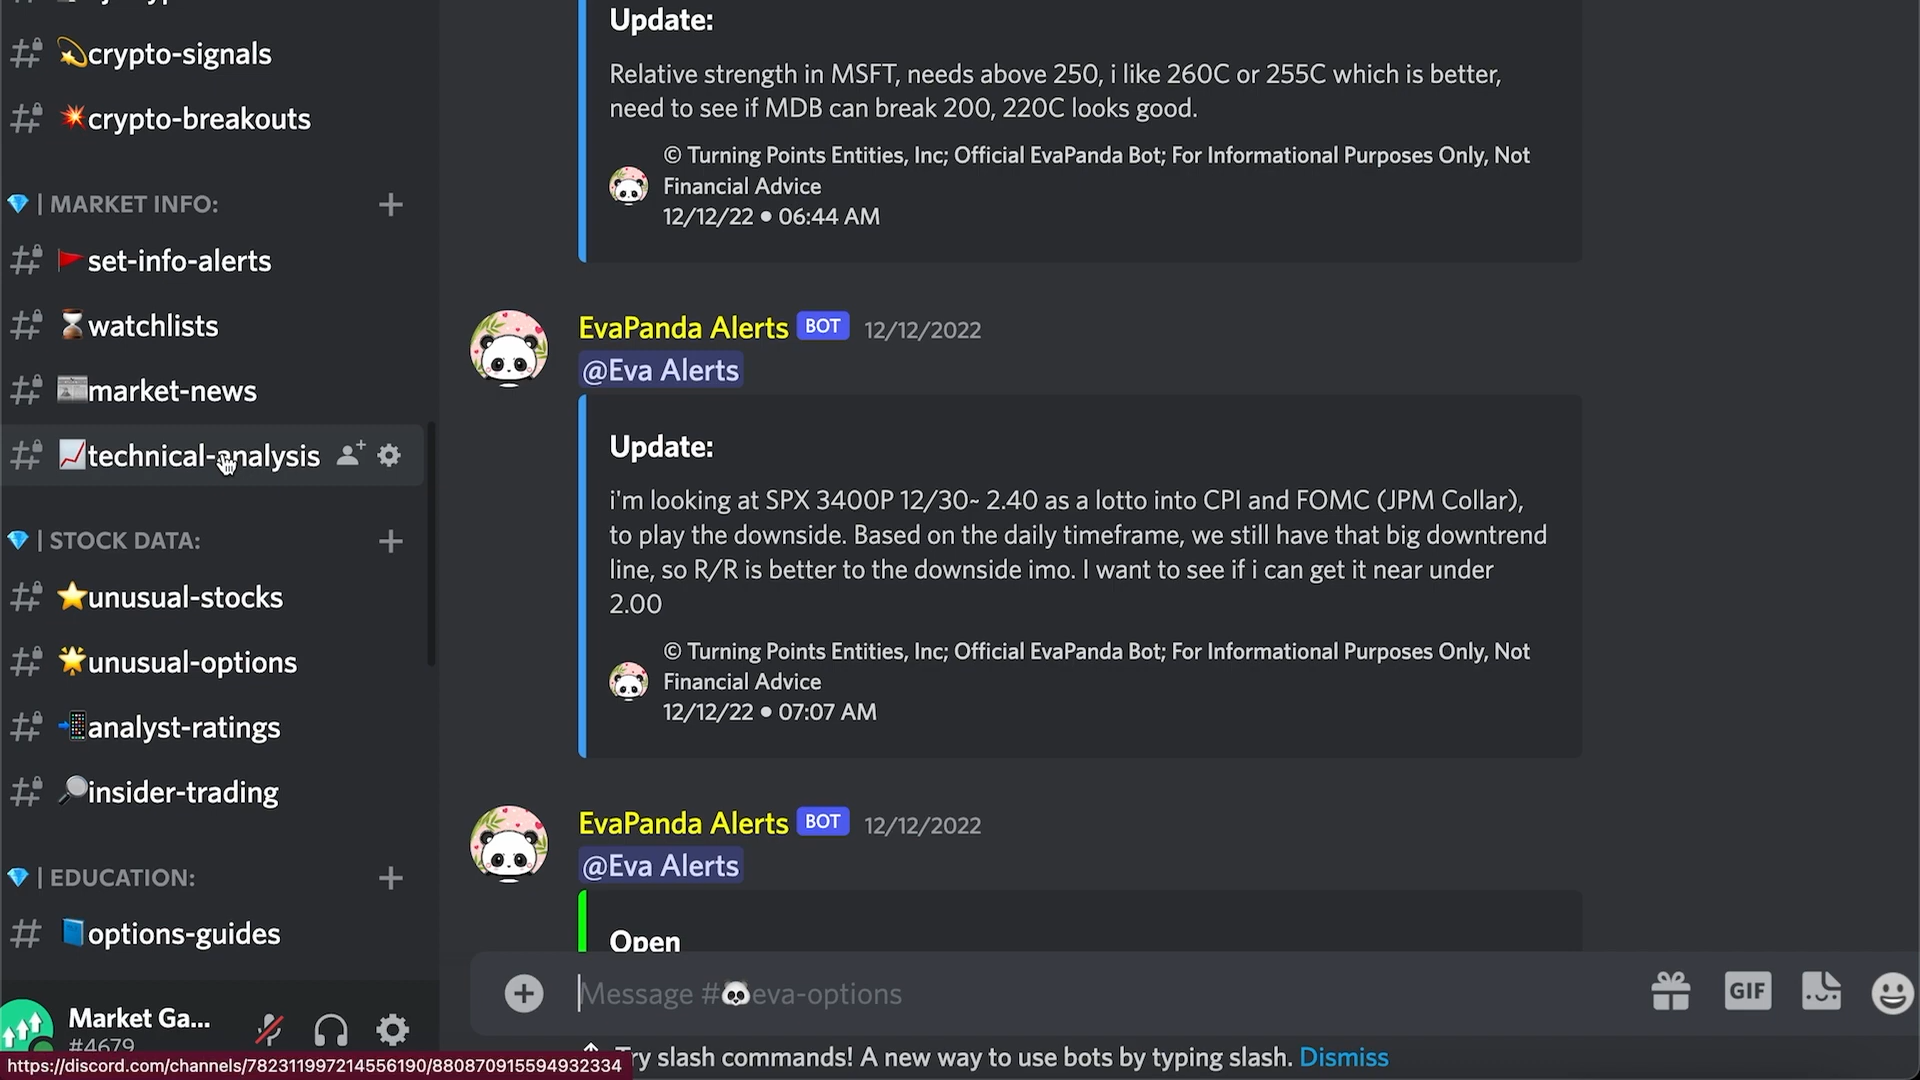 crypto-signals
crypto-breakouts
| MARKET INFO:
set-info-alerts
watchlists
market-news
technical-analysis
| STOCK DATA:
unusual-stocks
unusual-options
analyst-ratings
insider-trading
| EDUCATION:
options-guides
Market Ga...
#4679
https://discord.com/channels/782311997214556190/880870915594932334
Update:
Relative strength in MSFT, needs above 250, i like 260C or 255C which is better,
need to see if MDB can break 200, 220C looks good.
© Turning Points Entities, Inc; Official EvaPanda Bot; For Informational Purposes Only, Not
Financial Advice
12/12/22 • 06:44 AM
EvaPanda Alerts BOT 12/12/2022
@Eva Alerts
Update:
i'm looking at SPX 3400P 12/30~ 2.40 as a lotto into CPI and FOMC (JPM Collar),
to play the downside. Based on the daily timeframe, we still have that big downtrend
line, so R/R is better to the downside imo. I want to see if i can get it near under
2.00
© Turning Points Entities, Inc; Official EvaPanda Bot; For Informational Purposes Only, Not
Financial Advice
12/12/22 • 07:07 AM
EvaPanda Alerts BOT 12/12/2022
@Eva Alerts
Open
Message #eva-options
GIF
Try slash commands! A new way to use bots by typing slash. Dismiss